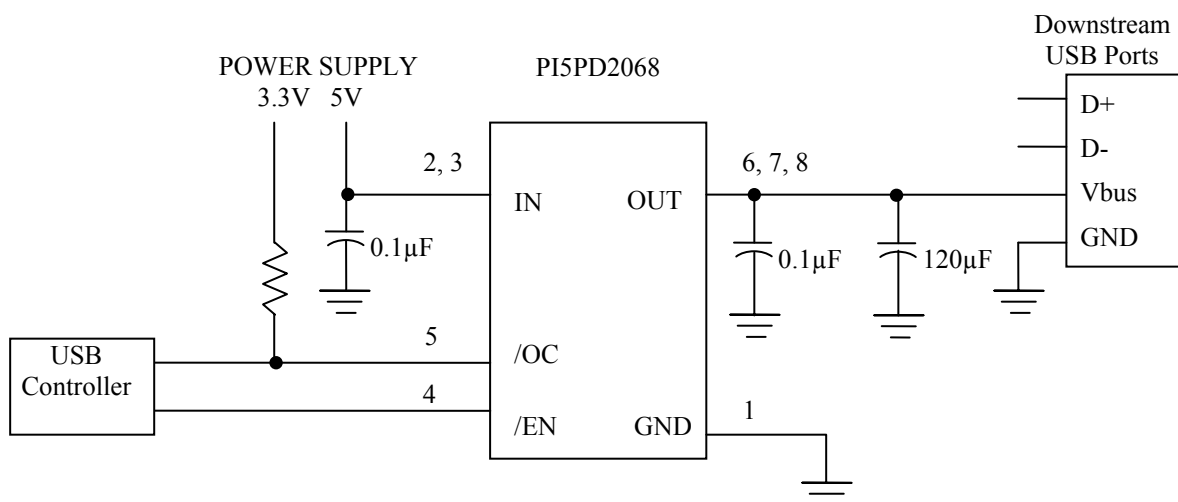 Downstream
USB Ports
POWER SUPPLY
3.3V 5V
PI5PD2068
D+
D-
2, 3
6, 7, 8
IN
OUT
Vbus
0.1µF
0.1µF
120µF
GND
5
/OC
USB
Controller
4
1
/EN
GND